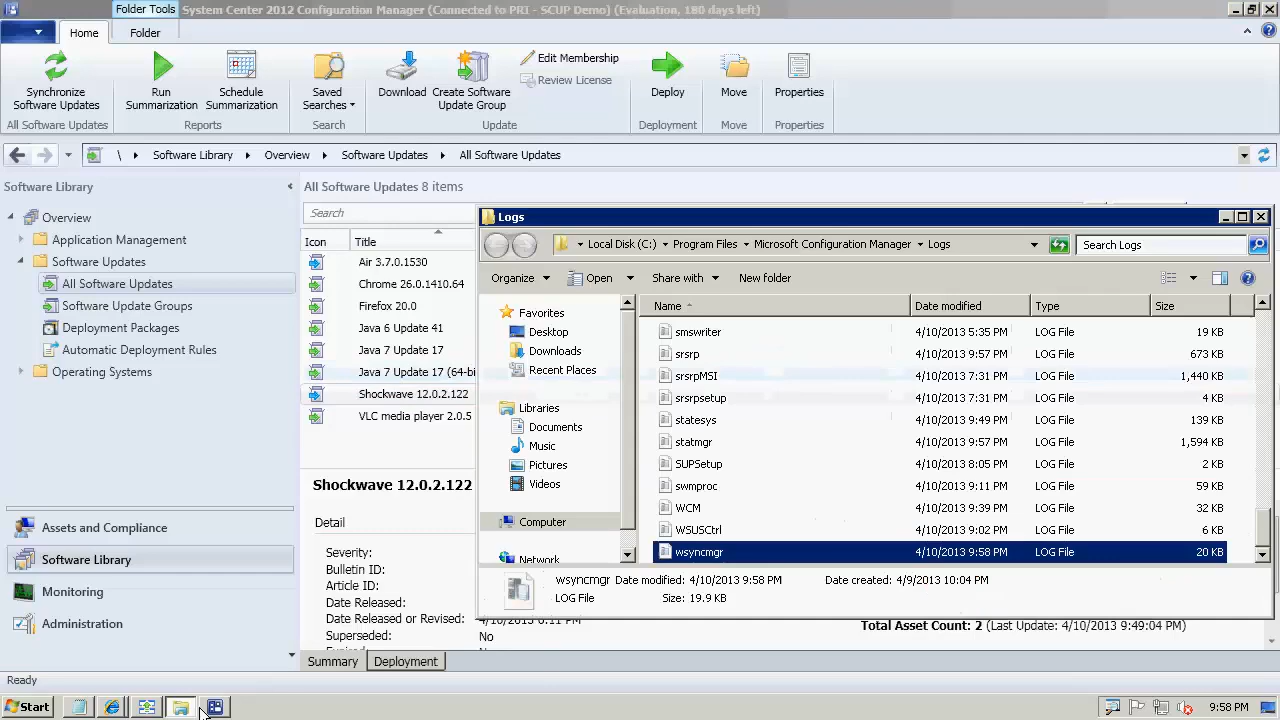 Folder Tools
System Center 2012 Configuration Manager (Connected to PRI - SCUP Demo) (Evaluation, 180 days left)
Home
Folder
Synchronize
Software Updates
All Software Updates
Run
Summarization
Schedule
Summarization
Reports
Saved
Searches
Search
Download
Create Software
Update Group
Edit Membership
Review License
Update
Deploy
Deployment
Move
Move
Properties
Properties
\ Software Library Overview Software Updates All Software Updates
Software Library
Overview
Application Management
Software Updates
All Software Updates
Software Update Groups
Deployment Packages
Automatic Deployment Rules
Operating Systems
Assets and Compliance
Software Library
Monitoring
Administration
All Software Updates 8 items
Search
Icon Title
Air 3.7.0.1530
Chrome 26.0.1410.64
Firefox 20.0
Java 6 Update 41
Java 7 Update 17
Java 7 Update 17 (64-bi
Shockwave 12.0.2.122
VLC media player 2.0.5
Shockwave 12.0.2.122
Detail
Severity:
Bulletin ID:
Article ID:
Date Released:
Date Released or Revised: 4/10/2013 6:11 PM
Superseded: No
Total Asset Count: 2 (Last Update: 4/10/2013 9:49:04 PM)
Summary Deployment
Logs
Local Disk (C:) Program Files Microsoft Configuration Manager Logs
Search Logs
Organize Open Share with New folder
Favorites
Desktop
Downloads
Recent Places
Libraries
Documents
Music
Pictures
Videos
Computer
Network
Name Date modified Type Size
smswriter 4/10/2013 5:35 PM LOG File 19 KB
srsrp 4/10/2013 9:57 PM LOG File 673 KB
srsrpMSI 4/10/2013 7:31 PM LOG File 1,440 KB
srsrpsetup 4/10/2013 7:31 PM LOG File 4 KB
statesys 4/10/2013 9:49 PM LOG File 139 KB
statmgr 4/10/2013 9:57 PM LOG File 1,594 KB
SUPSetup 4/10/2013 8:05 PM LOG File 2 KB
swmproc 4/10/2013 9:11 PM LOG File 59 KB
WCM 4/10/2013 9:08 PM LOG File 32 KB
WSUSCtrl 4/10/2013 9:02 PM LOG File 6 KB
wsyncmgr 4/10/2013 9:58 PM LOG File 20 KB
wsyncmgr Date modified: 4/10/2013 9:58 PM Date created: 4/9/2013 10:04 PM
LOG File Size: 19.9 KB
Ready
Start
9:58 PM